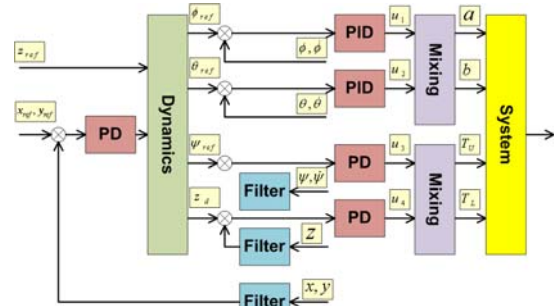 z_ref
x_ref, y_ref
PD
Dynamics
ϕ_ref
ϕ, ϕ̇
PID
u_1
θ_ref
θ, θ̇
PID
u_2
Mixing
a
b
ψ_ref
ψ, ψ̇
Filter
PD
u_3
z_d
z
Filter
PD
u_4
Mixing
T_U
T_L
System
x, y
Filter